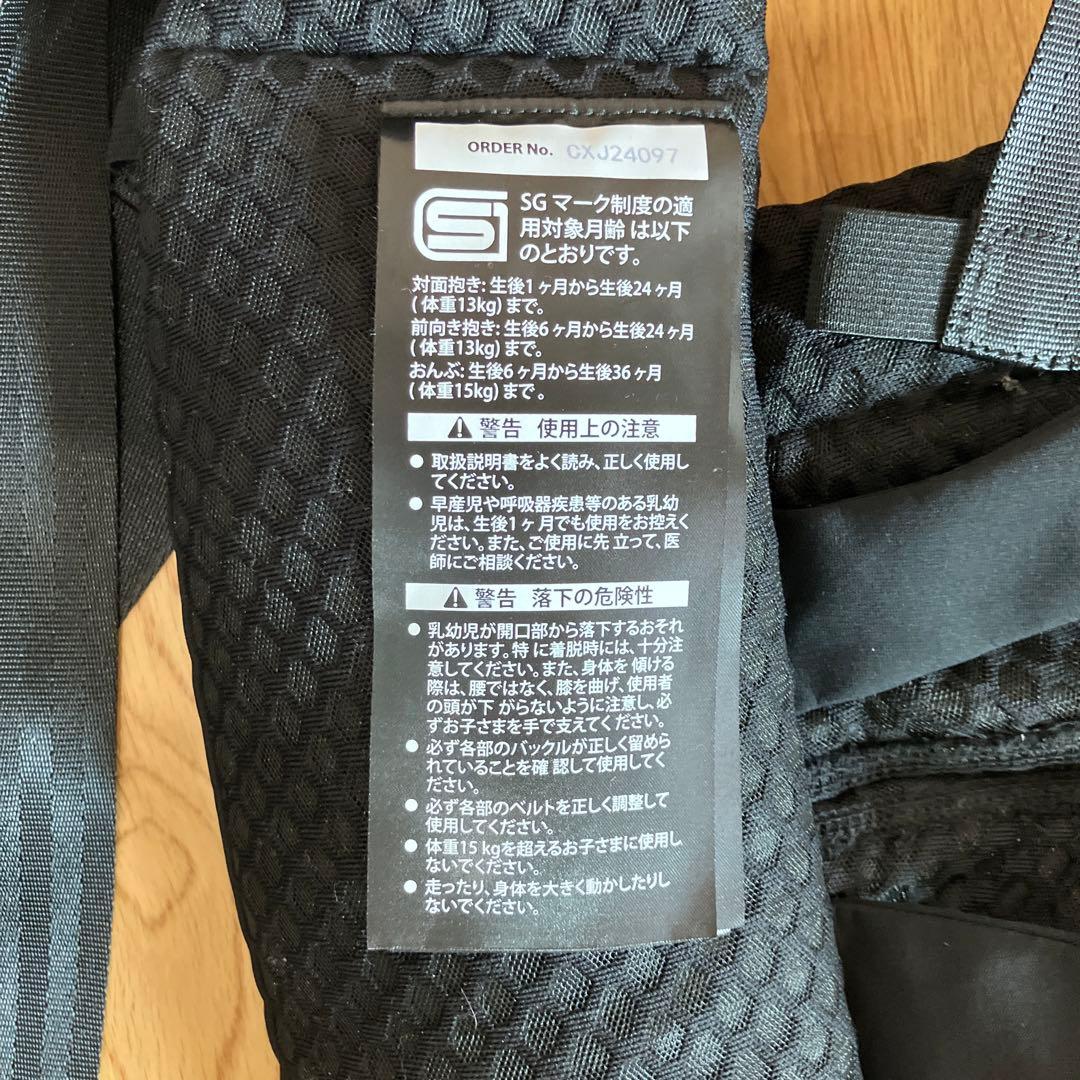 ORDER No. CXJ24097
SG マーク制度の適
用対象月齢 は以下
のとおりです。
対面抱き: 生後1ヶ月から生後24ヶ月
( 体重13kg) まで。
前向き抱き: 生後6ヶ月から生後24ヶ月
( 体重13kg) まで。
おんぶ: 生後6ヶ月から生後36ヶ月
( 体重15kg) まで 。
警告 使用上の注意
● 取扱説明書をよく読み、正しく使用し
てください。
● 早産児や呼吸器疾患等のある乳幼
児は、生後1ヶ月でも使用をお控えく
ださい。また、ご使用に先 立って、医
師にご相談ください。
警告 落下の危険性
● 乳幼児が開口部から落下するおそれ
があります。特 に着脱時には、十分注
意してください。また、身体を 傾ける
際は、腰ではなく、膝を曲げ、使用者
の頭が下 がらないように注意し、必
ずお子さまを手で支えてください。
● 必ず各部のバックルが正しく留めら
れていることを確 認して使用してく
ださい。
● 必ず各部のベルトを正しく調整して
使用してください。
● 体重15 kgを超えるお子さまに使用し
ないでください。
● 走ったり、身体を大きく動かしたりし
ないでください。